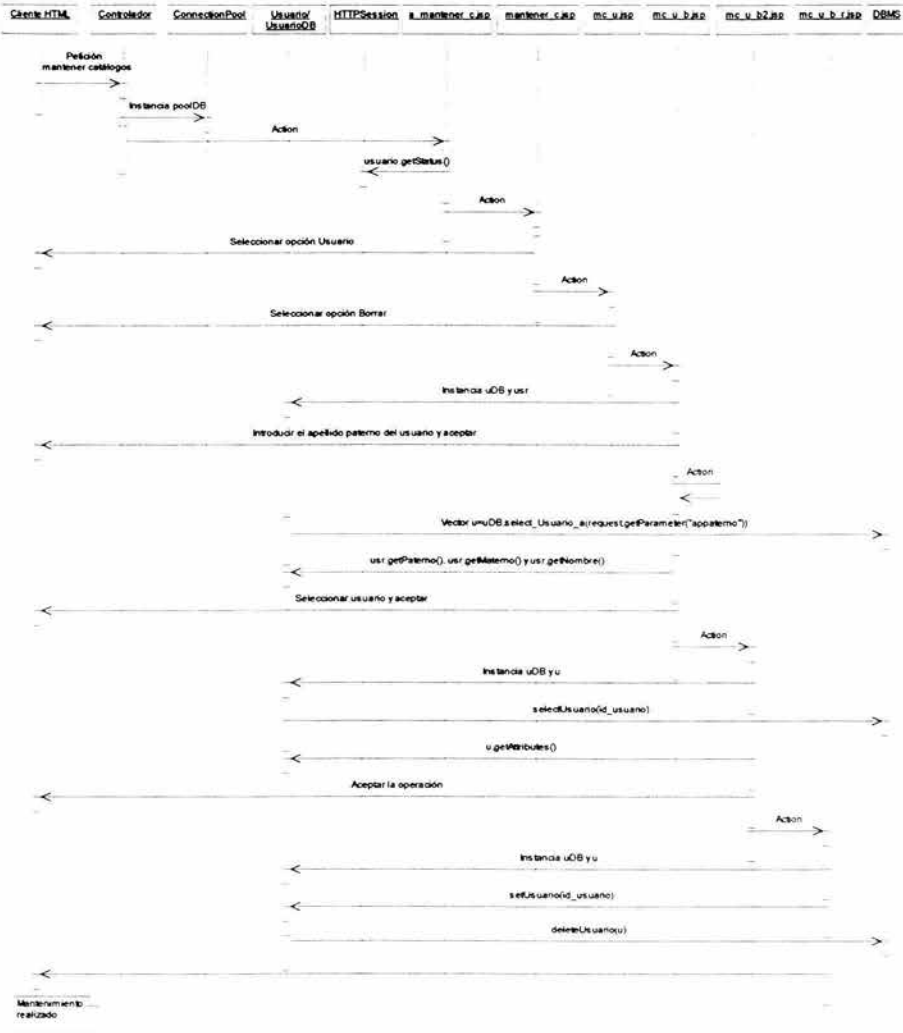 Cliente HTML
Controlador
ConnectionPool
Usuario/
UsuarioDB
HTTPSession
a_mantener_c.jsp
mantener_c.jsp
mc_u.jsp
mc_u_b.jsp
mc_u_b2.jsp
mc_u_b_r.jsp
DBMS
Petición
mantener catálogos
Instancia poolDB
Action
usuario.getStatus()
Action
Seleccionar opción Usuario
Action
Seleccionar opción Borrar
Action
Instancia uDB y usr
Introducir el apellido paterno del usuario y aceptar
Action
Vector u=uDB.select_Usuario_a(request.getParameter("appaterno"))
usr.getPaterno(), usr.getMaterno() y usr.getNombre()
Seleccionar usuario y aceptar
Action
Instancia uDB y u
selectUsuario(id_usuario)
u.getAttributes()
Aceptar la operación
Action
Instancia uDB y u
setUsuario(id_usuario)
deleteUsuario(u)
Mantenimiento
realizado